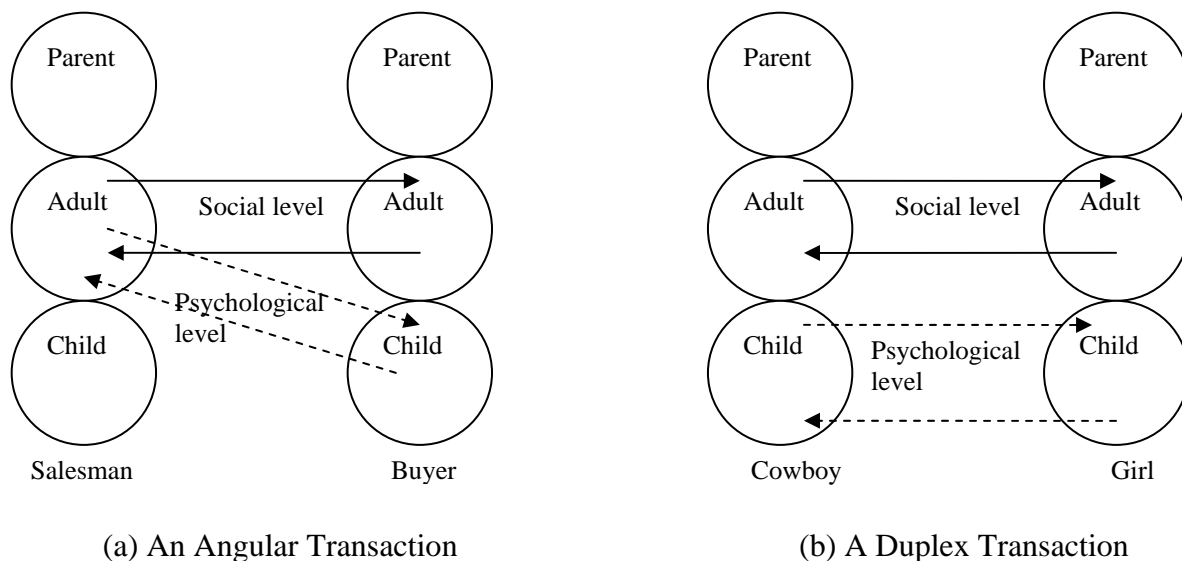 Parent
Parent
Adult
Social level
Adult
Psychological
level
Child
Child
Salesman
Buyer
(a) An Angular Transaction
Parent
Parent
Adult
Social level
Adult
Child
Psychological
level
Child
Cowboy
Girl
(b) A Duplex Transaction